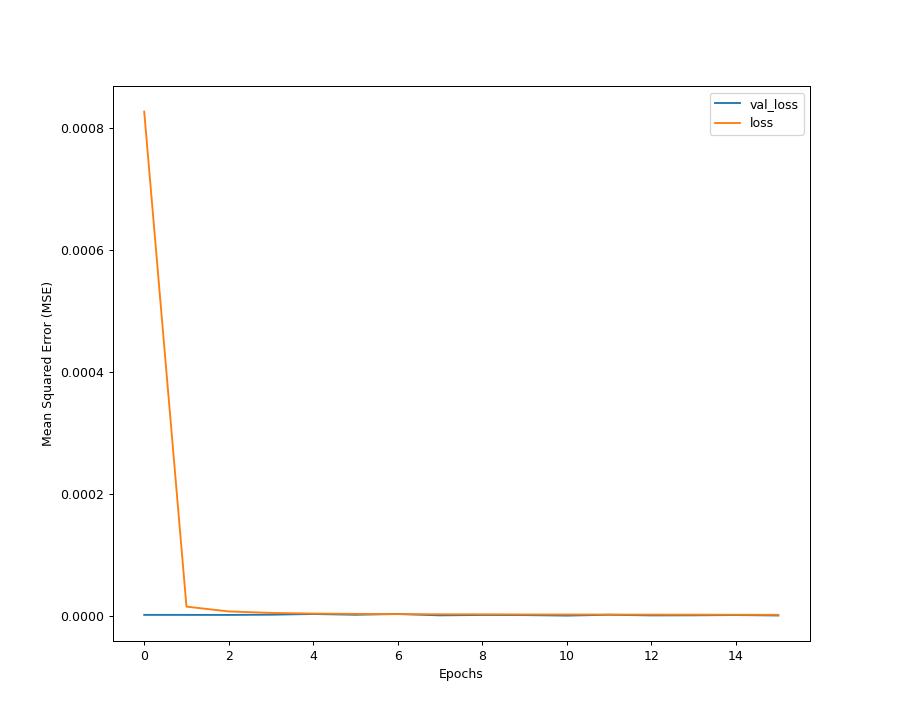 val_loss
loss
0.0008
0.0006
0.0004
0.0002
0.0000
Mean Squared Error (MSE)
0 2 4 6 8 10 12 14
Epochs